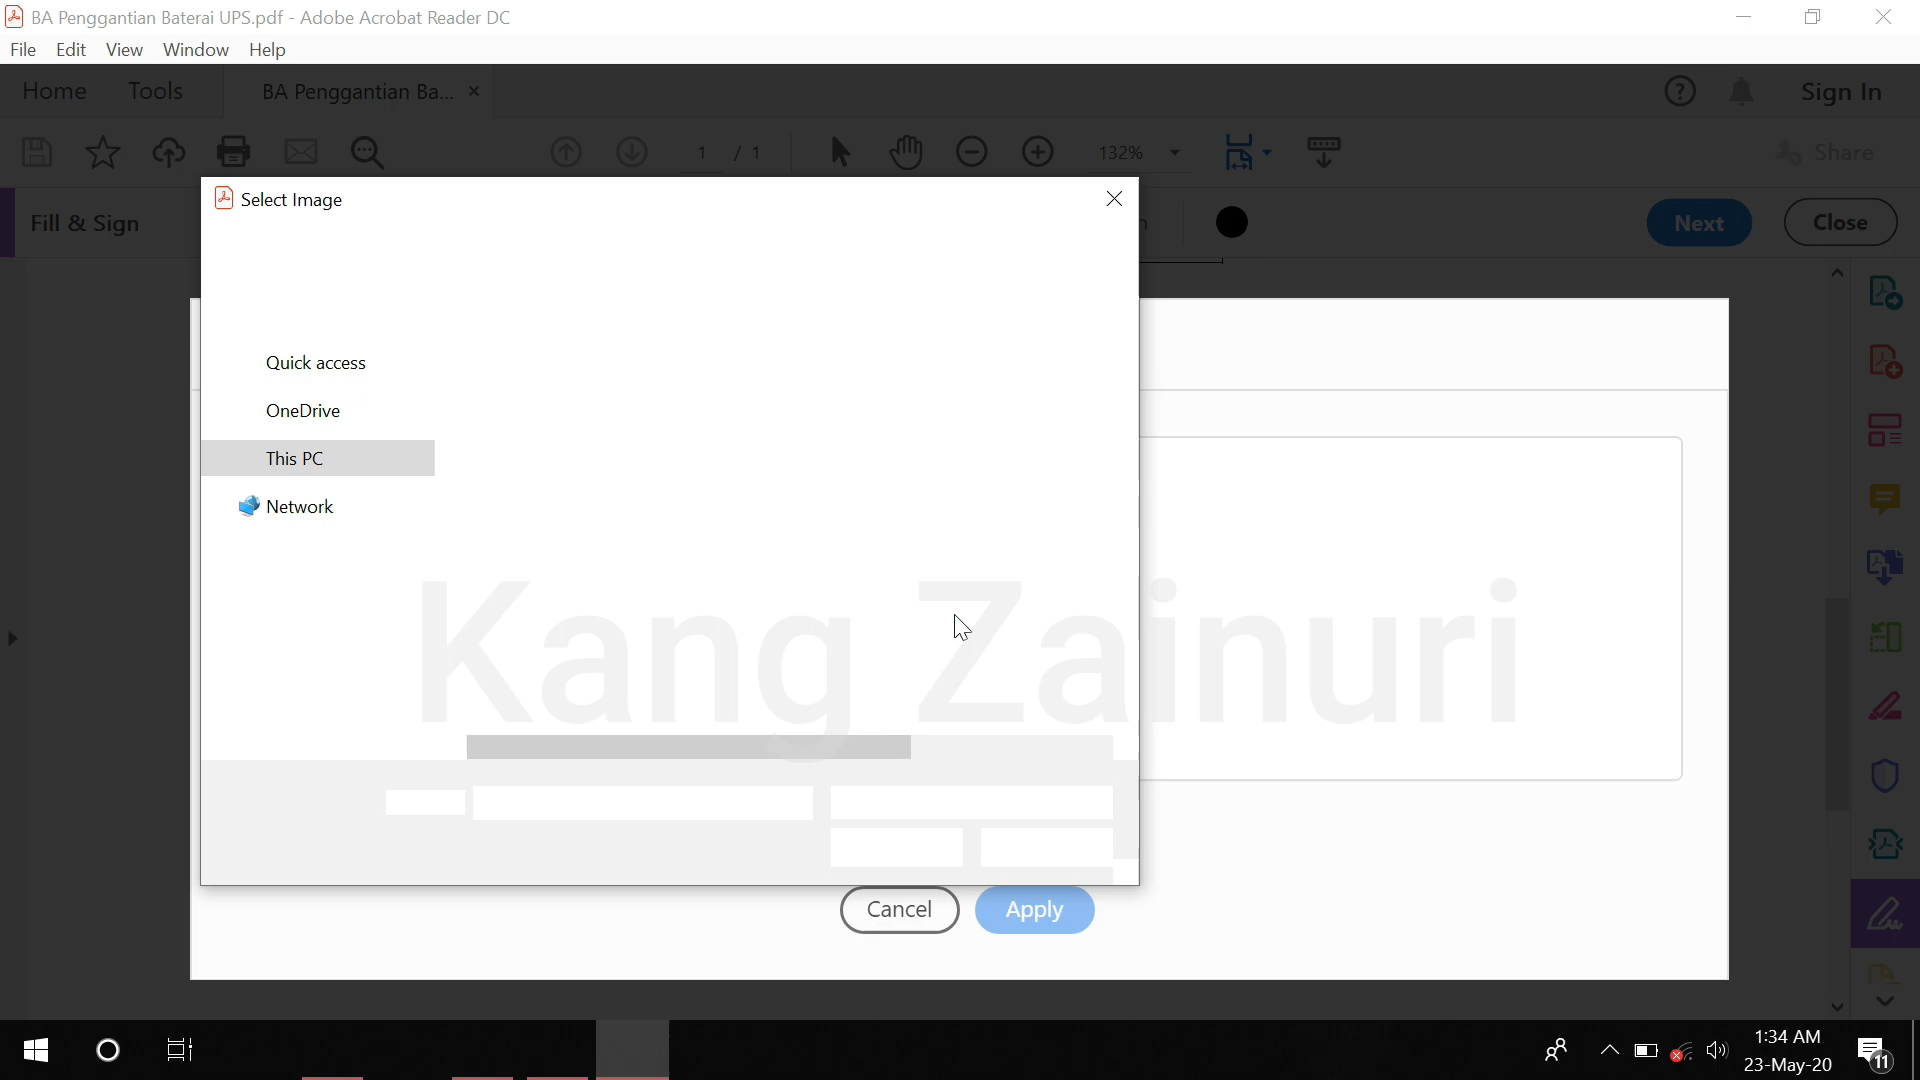 BA Penggantian Baterai UPS.pdf - Adobe Acrobat Reader DC
File Edit View Window Help
Home Tools BA Penggantian Ba... × Sign In
1 / 1 132% Share
Select Image
Fill & Sign Next Close
Quick access
OneDrive
This PC
Network
Kang Zainuri
Cancel Apply
1:34 AM
23-May-20
11